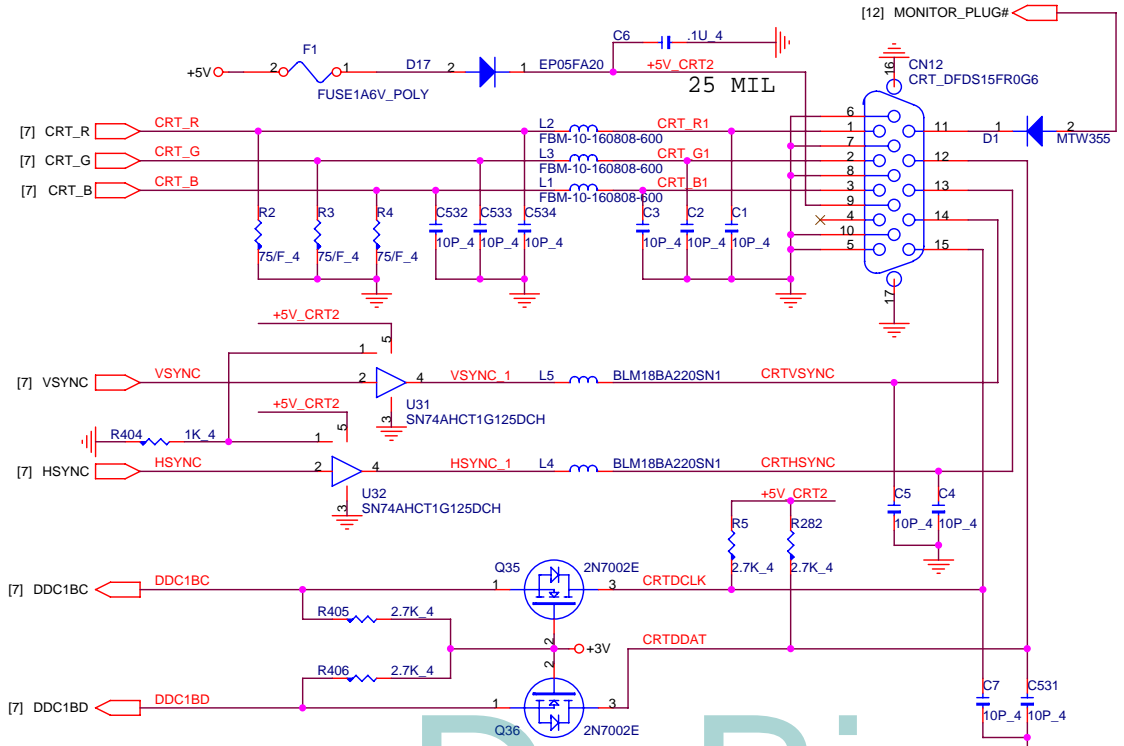 [12] MONITOR_PLUG#
C6 .1U_4
F1
+5V 2 1 D17 2 1 EP05FA20 +5V_CRT2
FUSE1A6V_POLY
25 MIL
16 CN12
CRT_DFDS15FR0G6
[7] CRT_R CRT_R L2 CRT_R1
FBM-10-160808-600
[7] CRT_G CRT_G L3 CRT_G1
FBM-10-160808-600
[7] CRT_B CRT_B L1 CRT_B1
FBM-10-160808-600
6
1 11 D1 1 2 MTW355
7
2 12
8
3 13
9
4 14
10
5 15
17
R2 R3 R4 C532 C533 C534 C3 C2 C1
75/F_4 75/F_4 75/F_4 10P_4 10P_4 10P_4 10P_4 10P_4 10P_4
+5V_CRT2
1 5
[7] VSYNC VSYNC 2 4 VSYNC_1 L5 BLM18BA220SN1 CRTVSYNC
3 U31
SN74AHCT1G125DCH
+5V_CRT2
R404 1K_4 1 5
[7] HSYNC HSYNC 2 4 HSYNC_1 L4 BLM18BA220SN1 CRTHSYNC
3 U32
SN74AHCT1G125DCH
C5 C4
10P_4 10P_4
+5V_CRT2
R5 R282
2.7K_4 2.7K_4
Q35 2N7002E
[7] DDC1BC DDC1BC 1 3 CRTDCLK
R405 2.7K_4
2 +3V
CRTDDAT
2
R406 2.7K_4
[7] DDC1BD DDC1BD 1 3
Q36 2N7002E
C7 C531
10P_4 10P_4